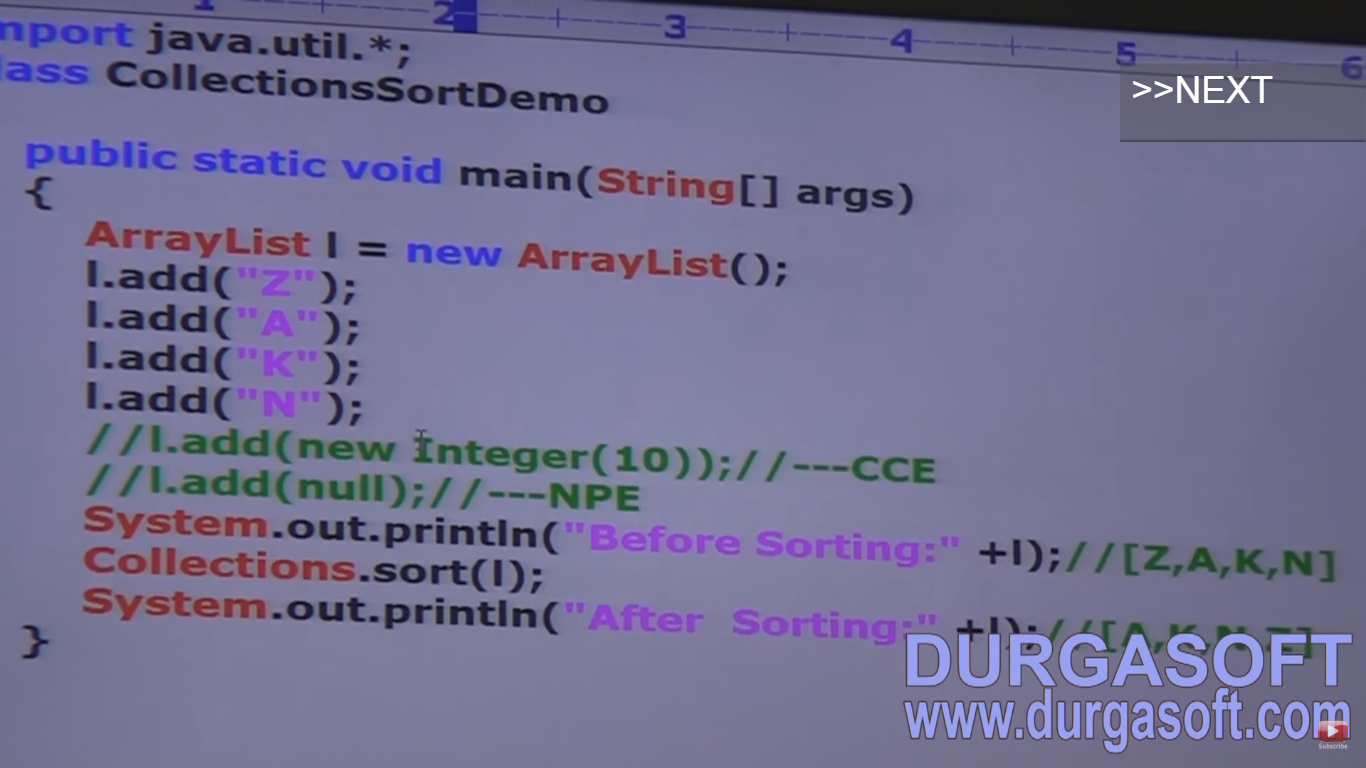 1 2 3 4 5 6
mport java.util.*;
lass CollectionsSortDemo
>>NEXT
public static void main(String[] args)
{
ArrayList l = new ArrayList();
l.add("Z");
l.add("A");
l.add("K");
l.add("N");
//l.add(new Integer(10));//---CCE
//l.add(null);//---NPE
System.out.println("Before Sorting:" +l);//[Z,A,K,N]
Collections.sort(l);
System.out.println("After Sorting:" +l);//[A,K,N,Z]
}
DURGASOFT
www.durgasoft.com
Subscribe